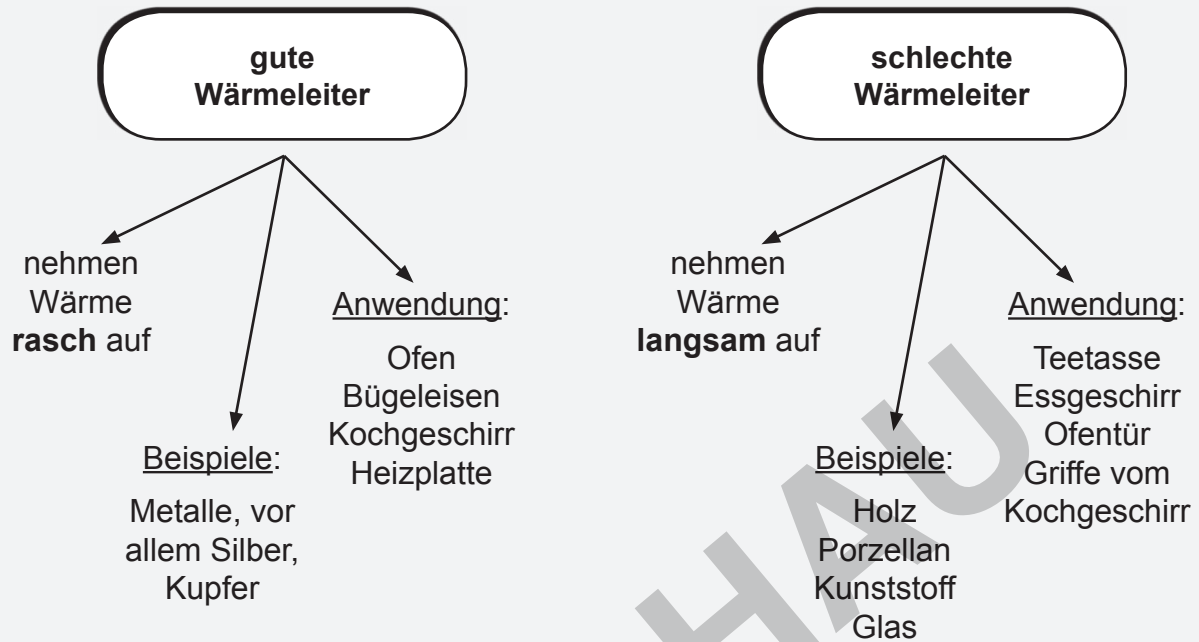 gute
Wärmeleiter
nehmen
Wärme
rasch auf
Beispiele:
Metalle, vor
allem Silber,
Kupfer
Anwendung:
Ofen
Bügeleisen
Kochgeschirr
Heizplatte
schlechte
Wärmeleiter
nehmen
Wärme
langsam auf
Beispiele:
Holz
Porzellan
Kunststoff
Glas
Anwendung:
Teetasse
Essgeschirr
Ofentür
Griffe vom
Kochgeschirr
HAU